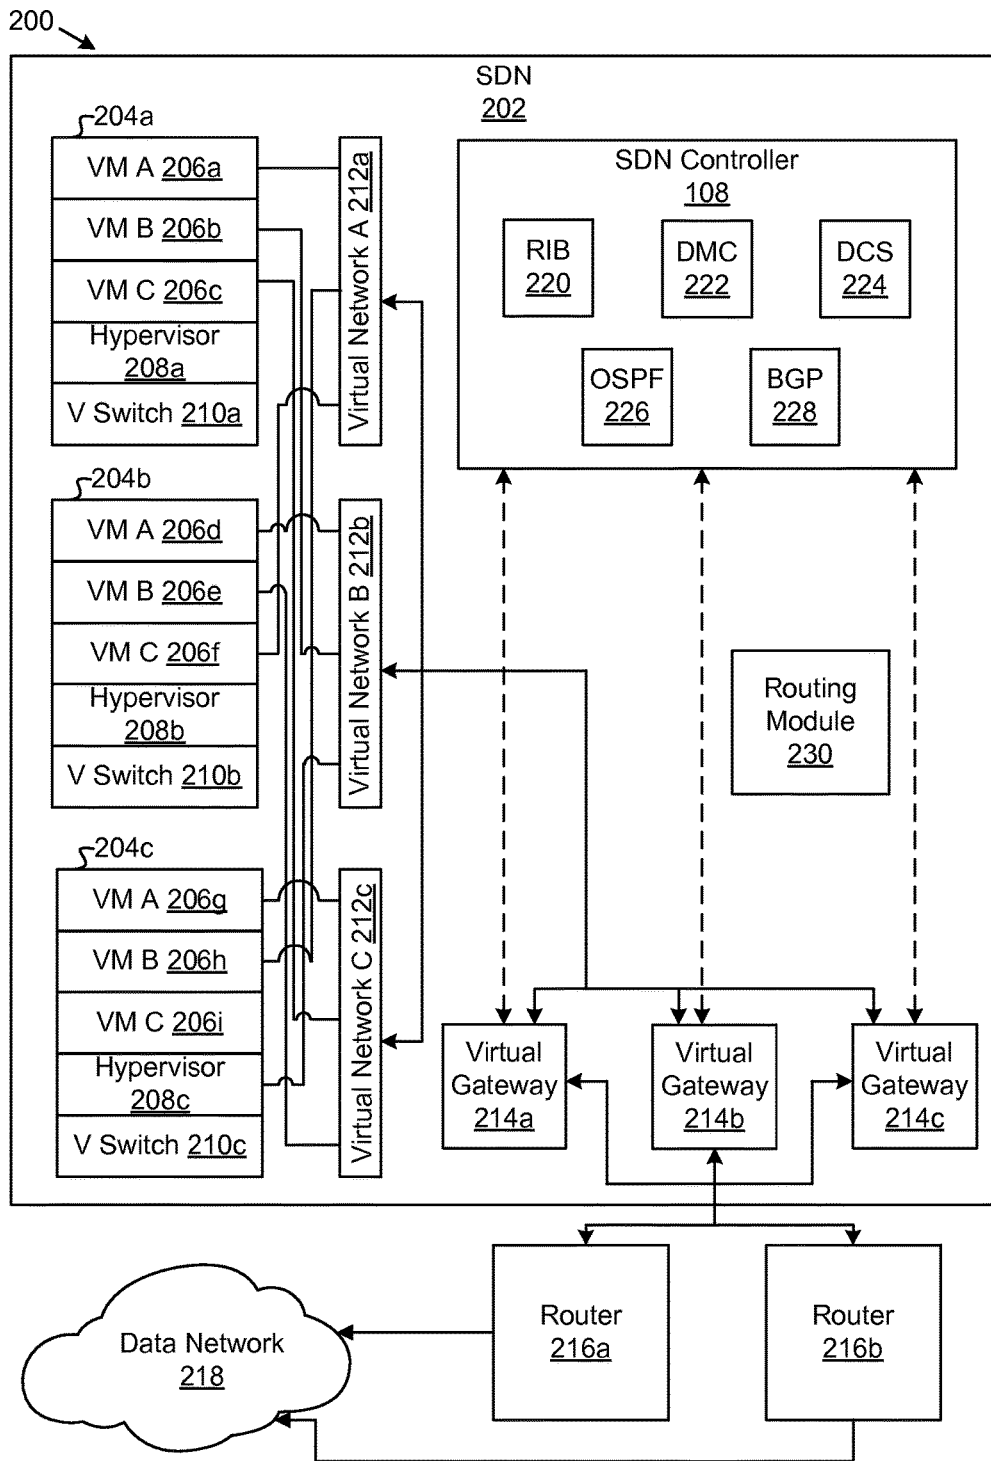 200
SDN
202
204a
VM A 206a
VM B 206b
VM C 206c
Hypervisor
208a
V Switch 210a
Virtual Network A 212a
SDN Controller
108
RIB
220
DMC
222
DCS
224
OSPF
226
BGP
228
204b
VM A 206d
VM B 206e
VM C 206f
Hypervisor
208b
V Switch 210b
Virtual Network B 212b
Routing
Module
230
204c
VM A 206g
VM B 206h
VM C 206i
Hypervisor
208c
V Switch 210c
Virtual Network C 212c
Virtual
Gateway
214a
Virtual
Gateway
214b
Virtual
Gateway
214c
Data Network
218
Router
216a
Router
216b